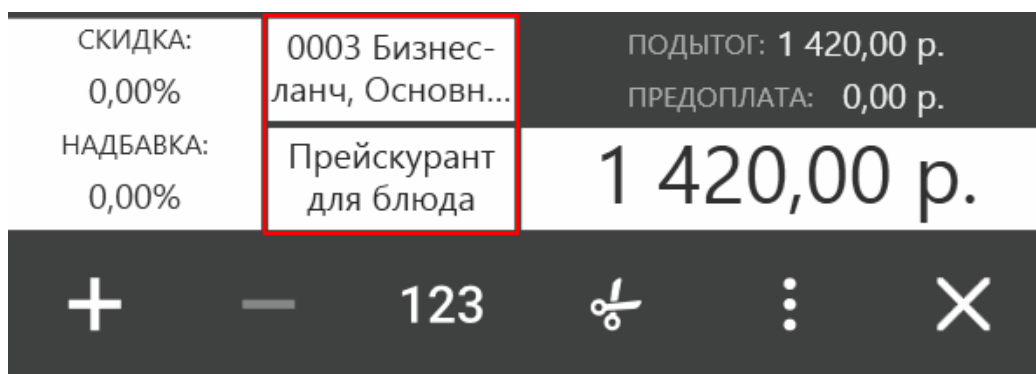 СКИДКА:
0,00%
НАДБАВКА:
0,00%
0003 Бизнес-
ланч, Основн...
Прейскурант
для блюда
ПОДЫТОГ: 1 420,00 р.
ПРЕДОПЛАТА: 0,00 р.
1 420,00 р.
123